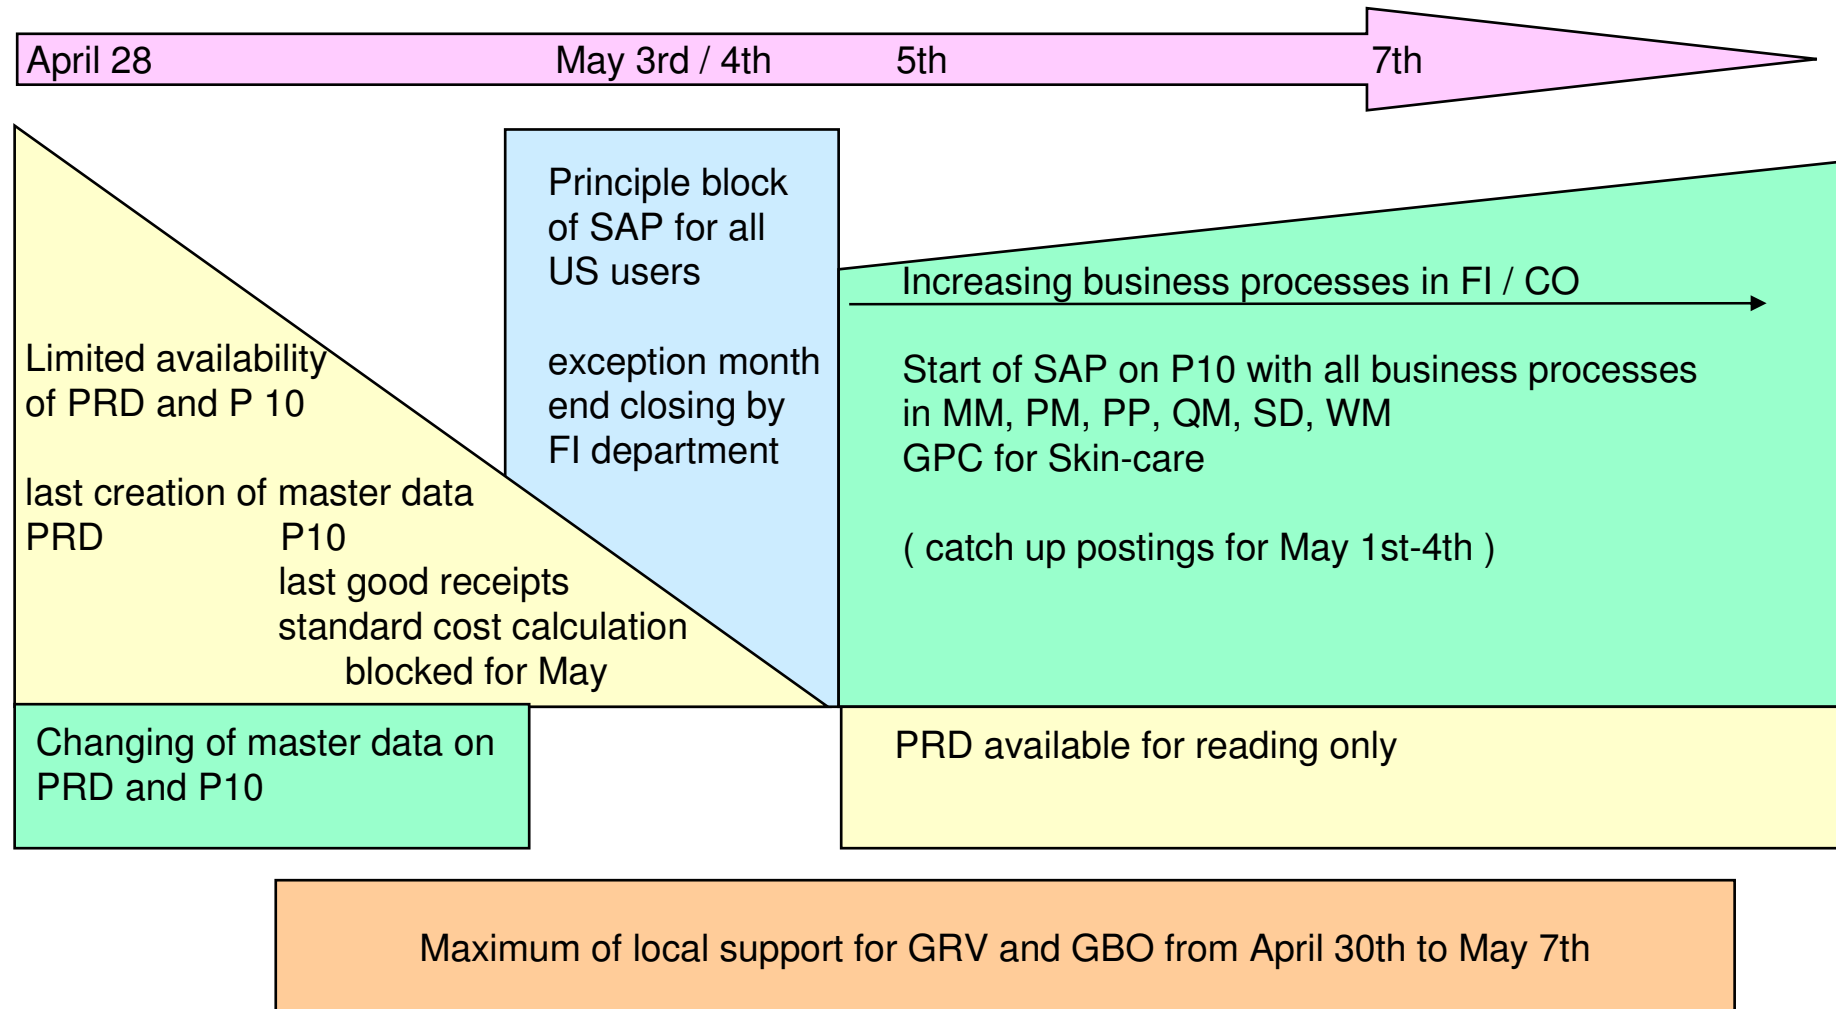 April 28 May 3rd / 4th 5th 7th
Limited availability
of PRD and P 10
last creation of master data
PRD P10
last good receipts
standard cost calculation
blocked for May
Principle block
of SAP for all
US users
exception month
end closing by
FI department
Increasing business processes in FI / CO
Start of SAP on P10 with all business processes
in MM, PM, PP, QM, SD, WM
GPC for Skin-care
( catch up postings for May 1st-4th )
Changing of master data on
PRD and P10
PRD available for reading only
Maximum of local support for GRV and GBO from April 30th to May 7th